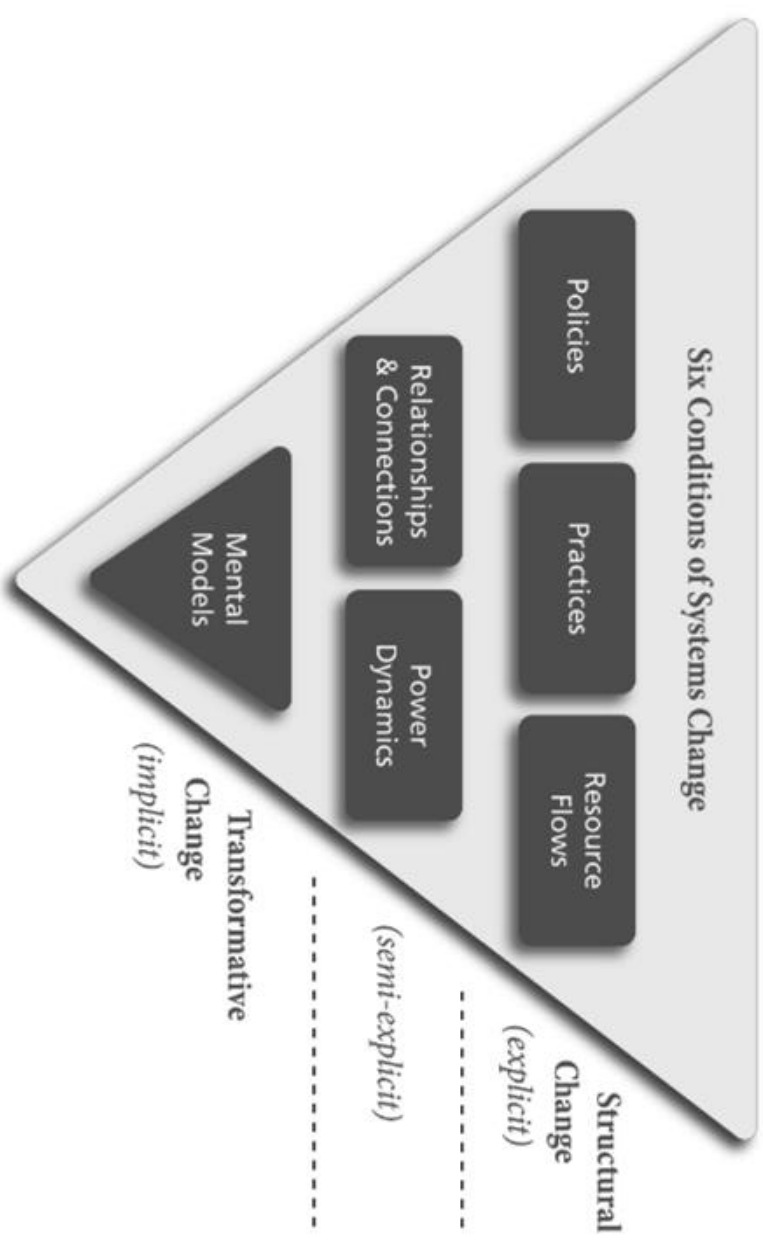 Six Conditions of Systems Change
Policies
Practices
Resource
Flows
Structural
Change
(explicit)
Relationships
& Connections
Power
Dynamics
(semi-explicit)
Mental
Models
Transformative
Change
(implicit)